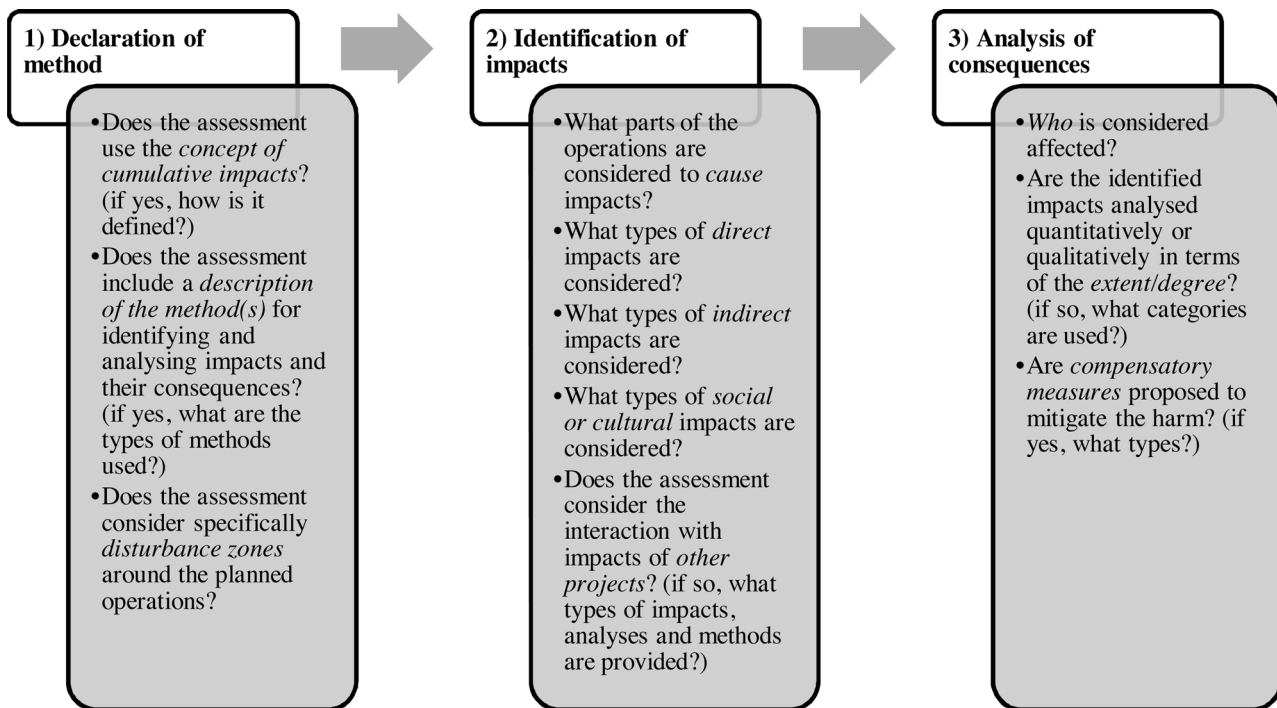 1) Declaration of
method
•Does the assessment
use the concept of
cumulative impacts?
(if yes, how is it
defined?)
•Does the assessment
include a description
of the method(s) for
identifying and
analysing impacts and
their consequences?
(if yes, what are the
types of methods
used?)
•Does the assessment
consider specifically
disturbance zones
around the planned
operations?
2) Identification of
impacts
•What parts of the
operations are
considered to cause
impacts?
•What types of direct
impacts are
considered?
•What types of indirect
impacts are
considered?
•What types of social
or cultural impacts are
considered?
•Does the assessment
consider the
interaction with
impacts of other
projects? (if so, what
types of impacts,
analyses and methods
are provided?)
3) Analysis of
consequences
•Who is considered
affected?
•Are the identified
impacts analysed
quantitatively or
qualitatively in terms
of the extent/degree?
(if so, what categories
are used?)
•Are compensatory
measures proposed to
mitigate the harm? (if
yes, what types?)